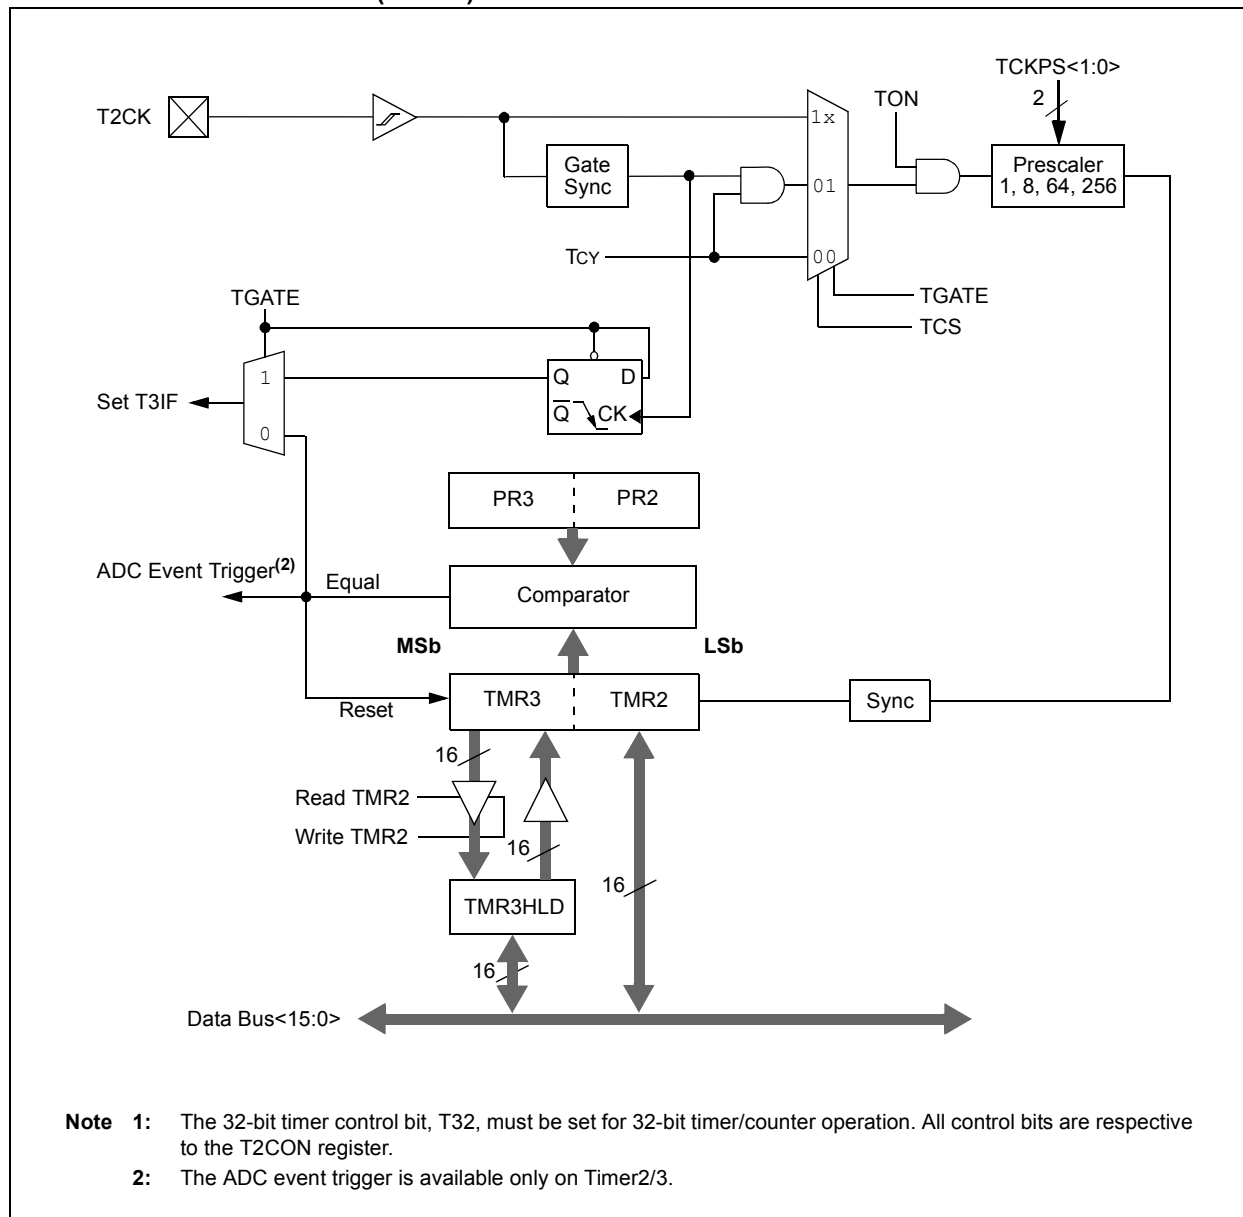 TCKPS<1:0>
2
TON
T2CK
1x
Gate
Sync
Prescaler
1, 8, 64, 256
01
TCY
00
TGATE
TGATE
TCS
1
Q D
Set T3IF
Q CK
0
PR3 PR2
ADC Event Trigger(2)
Equal
Comparator
MSb LSb
TMR3 TMR2
Sync
Reset
16
Read TMR2
Write TMR2
16
16
TMR3HLD
16
Data Bus<15:0>
Note 1: The 32-bit timer control bit, T32, must be set for 32-bit timer/counter operation. All control bits are respective
to the T2CON register.
2: The ADC event trigger is available only on Timer2/3.